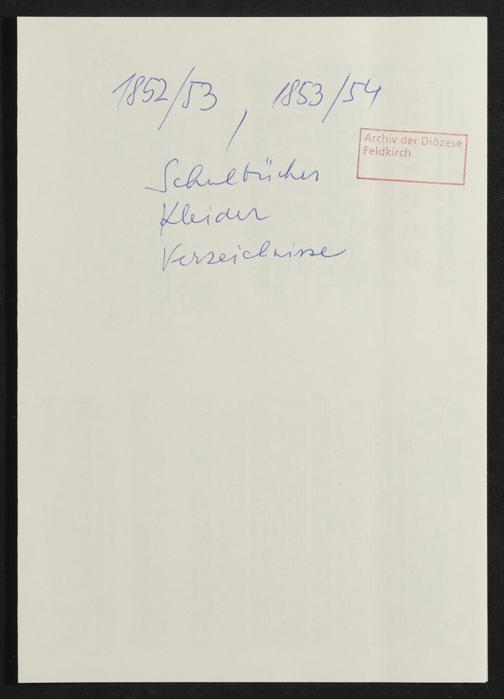 1852/53, 1853/54
Archiv der Diözese
Feldkirch
Schulbücher
Kleider
Verzeichnisse